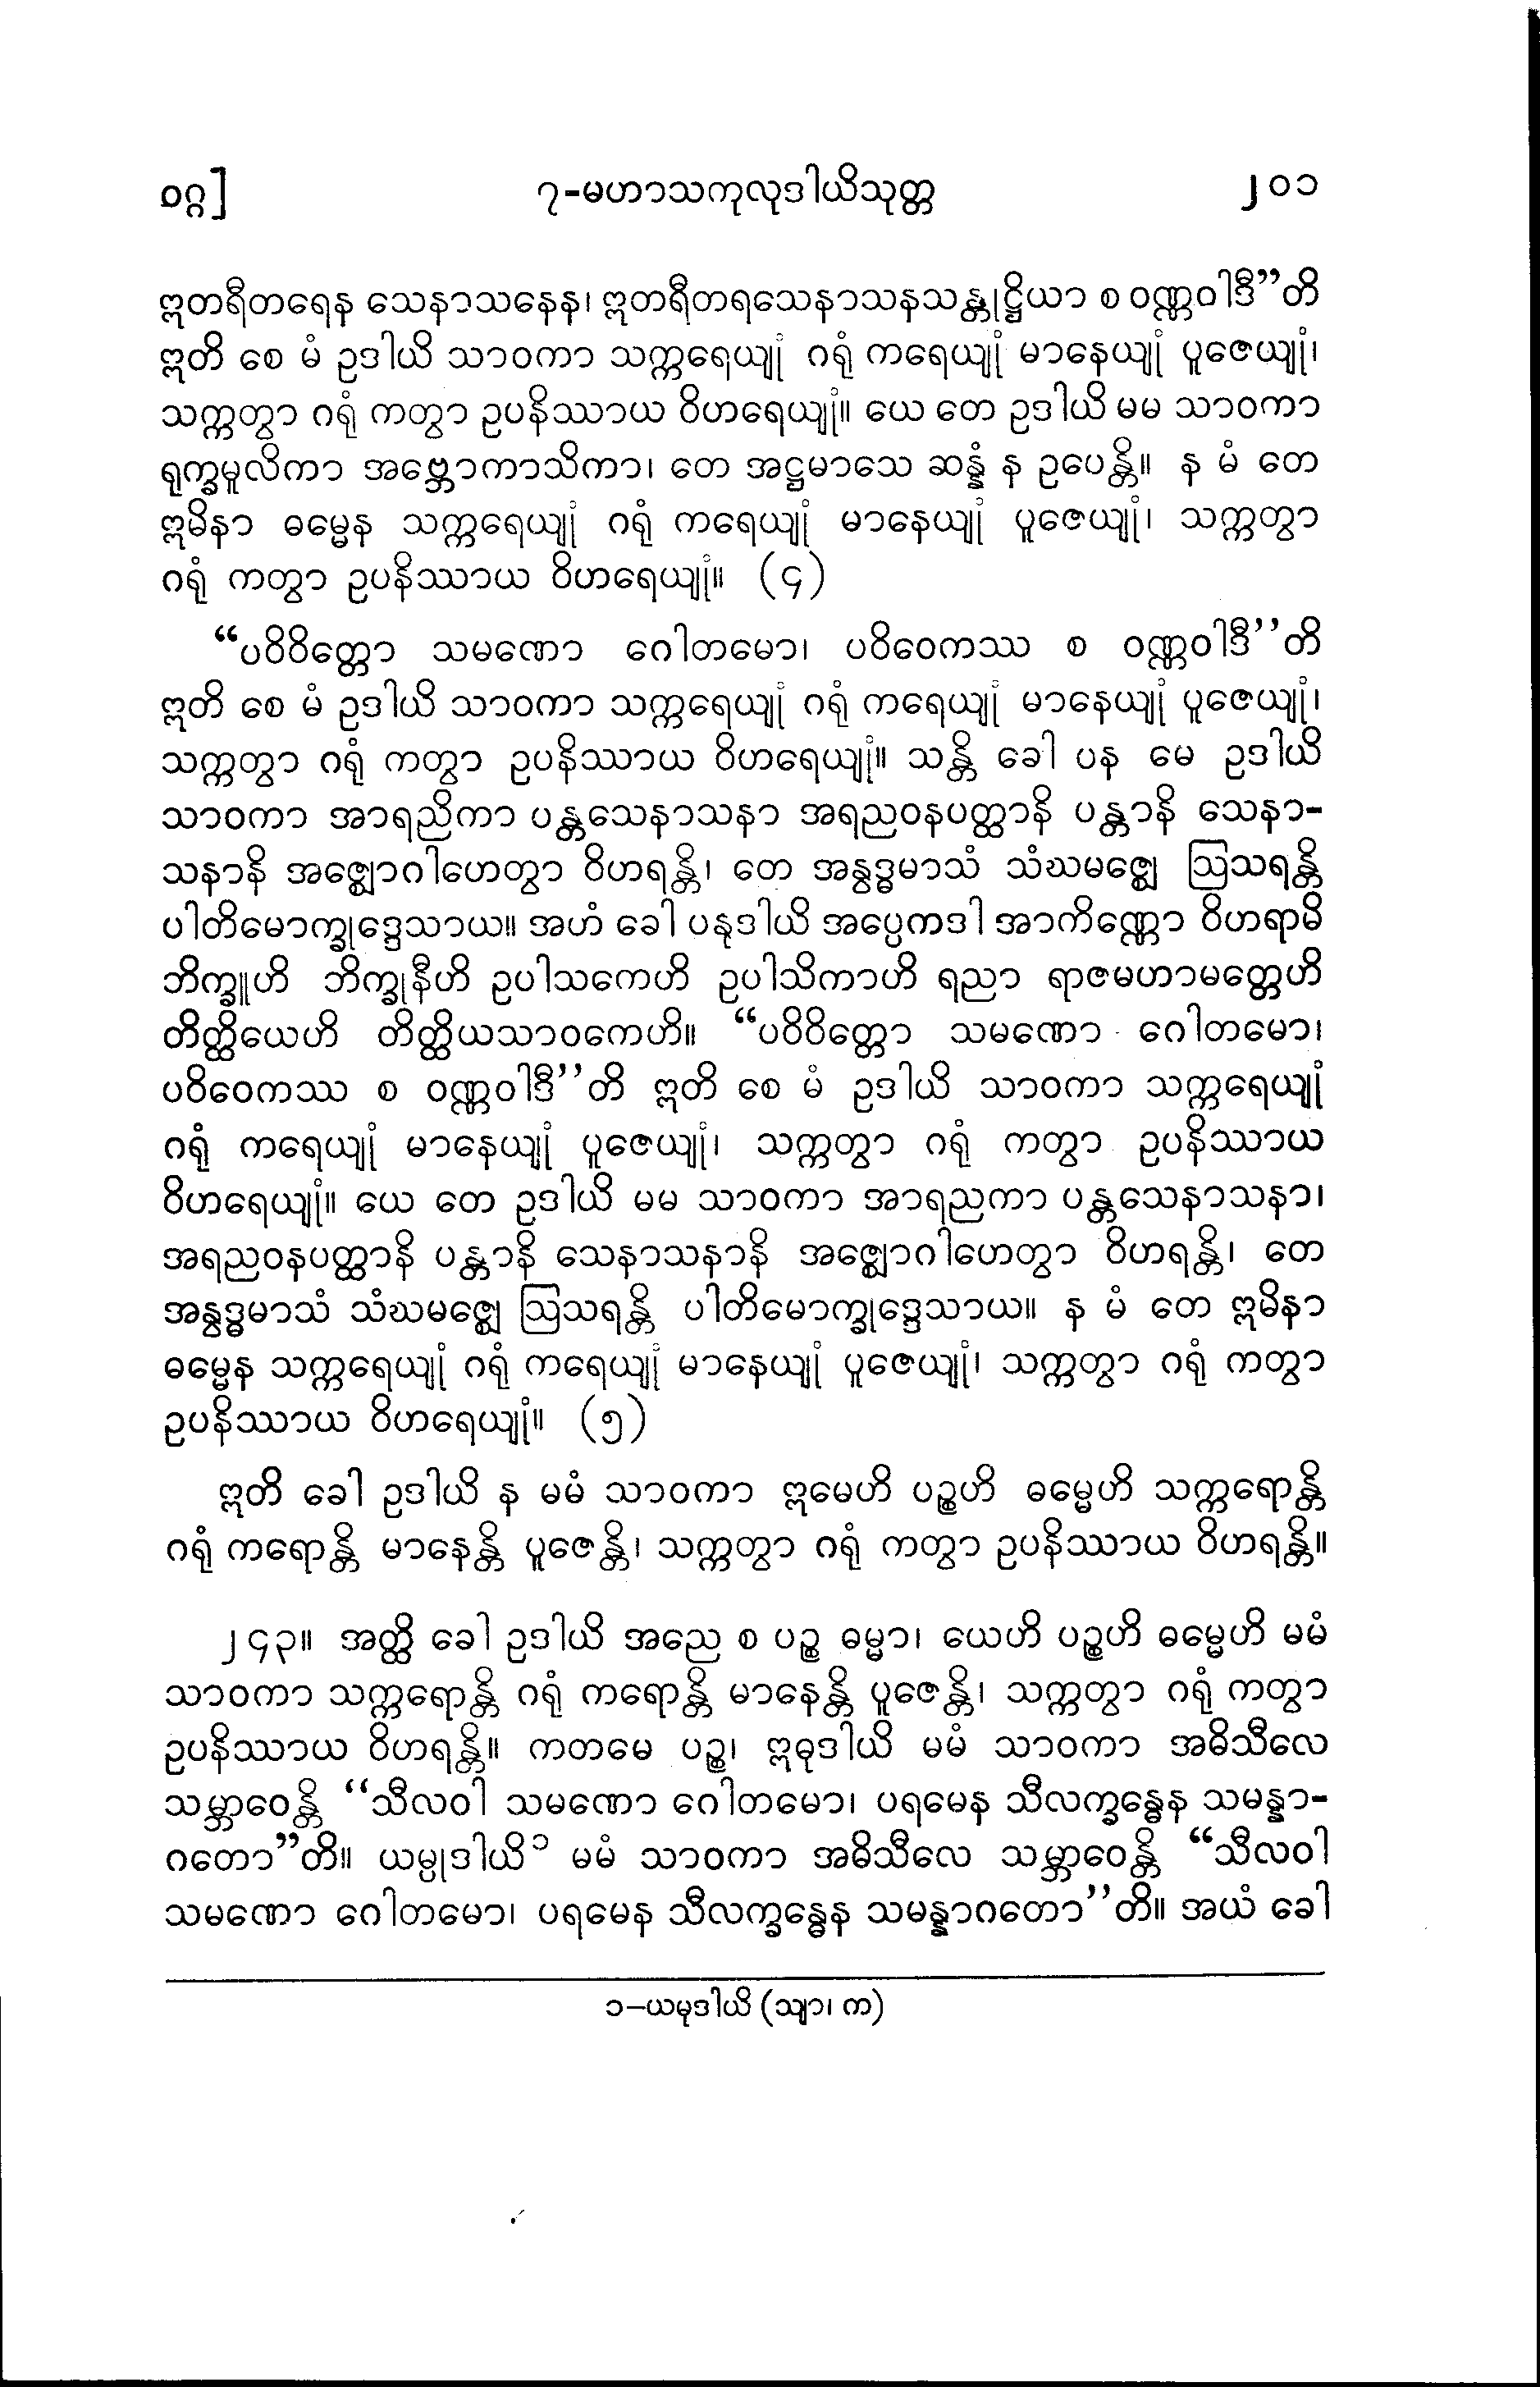 ဝဂ္ဂ]
၇-မဟာသကုလုဒါယိသုတ္တ
၂၀၁
ဣတရီတရေန သေနာသနေန၊ ဣတရီတရသေနာသနသန္တုဋ္ဌိယာ စ ဝဏ္ဏဝါဒီ”တိ
ဣတိ စေ မံ ဥဒါယိ သာဝကာ သက္ကရေယျုံ ဂရုံ ကရေယျုံ မာနေယျုံ ပူဇေယျုံ၊
သက္ကတွာ ဂရုံ ကတွာ ဥပနိဿာယ ဝိဟရေယျုံ။ ယေ တေ ဥဒါယိ မမ သာဝကာ
ရုက္ခမူလိကာ အဗ္ဘောကာသိကာ၊ တေ အဋ္ဌမာသေ ဆန္နံ န ဥပေန္တိ။ န မံ တေ
ဣမိနာ ဓမ္မေန သက္ကရေယျုံ ဂရုံ ကရေယျုံ မာနေယျုံ ပူဇေယျုံ၊ သက္ကတွာ
ဂရုံ ကတွာ ဥပနိဿာယ ဝိဟရေယျုံ။ (၄)
“ပဝိဝိတ္တော သမဏော ဂေါတမော၊ ပဝိဝေကဿ စ ဝဏ္ဏဝါဒီ’’တိ
ဣတိ စေ မံ ဥဒါယိ သာဝကာ သက္ကရေယျုံ ဂရုံ ကရေယျုံ မာနေယျုံ ပူဇေယျုံ၊
သက္ကတွာ ဂရုံ ကတွာ ဥပနိဿာယ ဝိဟရေယျုံ။ သန္တိ ခေါ ပန မေ ဥဒါယိ
သာဝကာ အာရညိကာ ပန္တသေနာသနာ အရညဝနပတ္ထာနိ ပန္တာနိ သေနာ-
သနာနိ အဇ္ဈောဂါဟေတွာ ဝိဟရန္တိ၊ တေ အနွဒ္ဓမာသံ သံဃမဇ္ဈေ ဩသရန္တိ
ပါတိမောက္ခုဒ္ဒေသာယ။ အဟံ ခေါ ပနုဒါယိ အပ္ပေကဒါ အာကိဏ္ဏော ဝိဟရာမိ
ဘိက္ခူဟိ ဘိက္ခုနီဟိ ဥပါသကေဟိ ဥပါသိကာဟိ ရညာ ရာဇမဟာမတ္တေဟိ
တိတ္ထိယေဟိ တိတ္ထိယသာဝကေဟိ။ “ပဝိဝိတ္တော သမဏော ဂေါတမော၊
ပဝိဝေကဿ စ ဝဏ္ဏဝါဒီ’’တိ ဣတိ စေ မံ ဥဒါယိ သာဝကာ သက္ကရေယျုံ
ဂရုံ ကရေယျုံ မာနေယျုံ ပူဇေယျုံ၊ သက္ကတွာ ဂရုံ ကတွာ ဥပနိဿာယ
ဝိဟရေယျုံ။ ယေ တေ ဥဒါယိ မမ သာဝကာ အာရညကာ ပန္တသေနာသနာ၊
အရညဝနပတ္ထာနိ ပန္တာနိ သေနာသနာနိ အဇ္ဈောဂါဟေတွာ ဝိဟရန္တိ၊ တေ
အနွဒ္ဓမာသံ သံဃမဇ္ဈေ ဩသရန္တိ ပါတိမောက္ခုဒ္ဒေသာယ။ န မံ တေ ဣမိနာ
ဓမ္မေန သက္ကရေယျုံ ဂရုံ ကရေယျုံ မာနေယျုံ ပူဇေယျုံ၊ သက္ကတွာ ဂရုံ ကတွာ
ဥပနိဿာယ ဝိဟရေယျုံ။ (၅)
ဣတိ ခေါ ဥဒါယိ န မမံ သာဝကာ ဣမေဟိ ပဉ္စဟိ ဓမ္မေဟိ သက္ကရောန္တိ
ဂရုံ ကရောန္တိ မာနေန္တိ ပူဇေန္တိ၊ သက္ကတွာ ဂရုံ ကတွာ ဥပနိဿာယ ဝိဟရန္တိ။
၂၄၃။ အတ္ထိ ခေါ ဥဒါယိ အညေ စ ပဉ္စ ဓမ္မာ၊ ယေဟိ ပဉ္စဟိ ဓမ္မေဟိ မမံ
သာဝကာ သက္ကရောန္တိ ဂရုံ ကရောန္တိ မာနေန္တိ ပူဇေန္တိ၊ သက္ကတွာ ဂရုံ ကတွာ
ဥပနိဿာယ ဝိဟရန္တိ။ ကတမေ ပဉ္စ၊ ဣဓုဒါယိ မမံ သာဝကာ အဓိသီလေ
သမ္ဘာဝေန္တိ “သီလဝါ သမဏော ဂေါတမော၊ ပရမေန သီလက္ခန္ဓေန သမန္နာ-
ဂတော”တိ။ ယမ္ပုဒါယိ၁ မမံ သာဝကာ အဓိသီလေ သမ္ဘာဝေန္တိ “သီလဝါ
သမဏော ဂေါတမော၊ ပရမေန သီလက္ခန္ဓေန သမန္နာဂတော’’တိ။ အယံ ခေါ
၁–ယမုဒါယိ (သျာ၊ က)